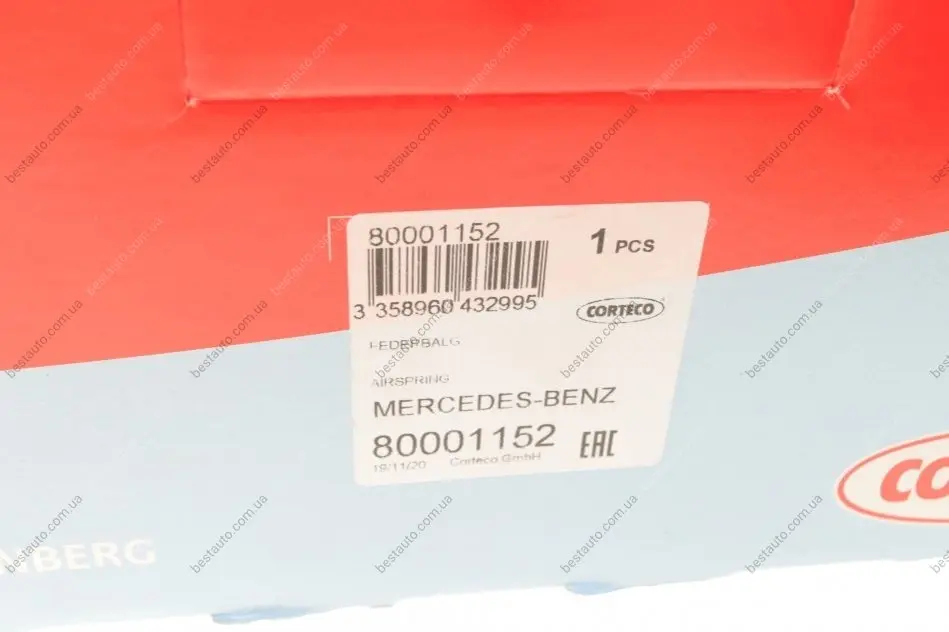 80001152
1 PCS
3 358960 432995
CORTECO
FEDERBALG
AIRSPRING
MERCEDES-BENZ
80001152
EAC
19/11/20 Corteco GmbH
CO
NBERG
bestauto.com.ua